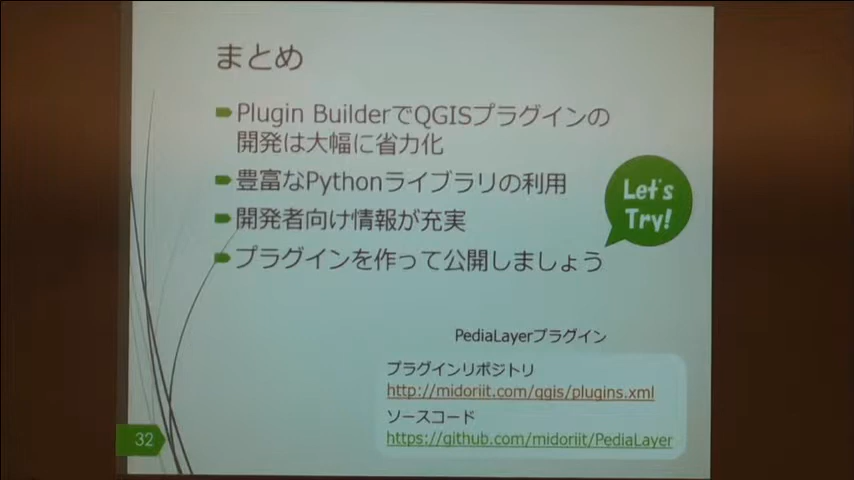 まとめ
Plugin BuilderでQGISプラグインの
開発は大幅に省力化
豊富なPythonライブラリの利用
開発者向け情報が充実
プラグインを作って公開しましょう
Let's
Try!
PediaLayerプラグイン
プラグインリポジトリ
http://midoriit.com/qgis/plugins.xml
ソースコード
https://github.com/midoriit/PediaLayer
32